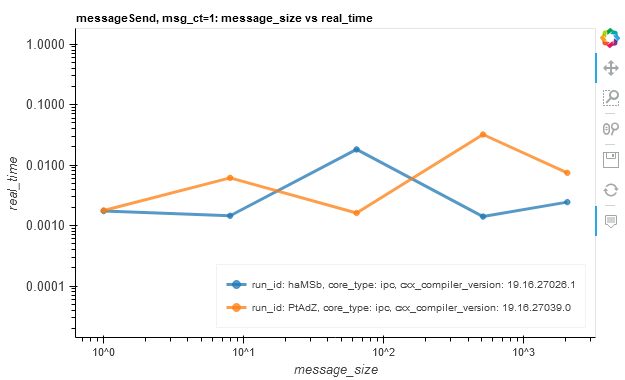 messageSend, msg_ct=1: message_size vs real_time
1.0000
0.1000
0.0100
0.0010
0.0001
real_time
run_id: haMSb, core_type: ipc, cxx_compiler_version: 19.16.27026.1
run_id: PtAdZ, core_type: ipc, cxx_compiler_version: 19.16.27039.0
10^0 10^1 10^2 10^3
message_size